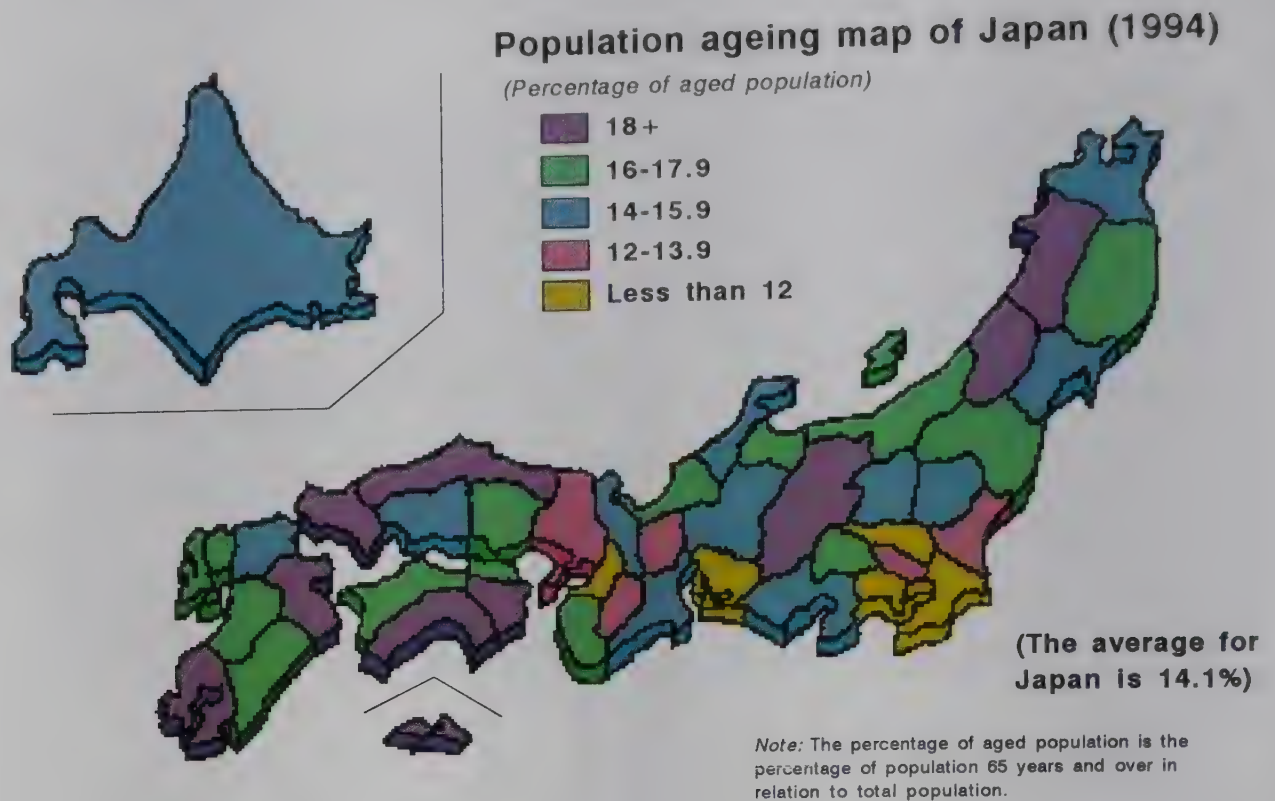 Population ageing map of Japan (1994)
(Percentage of aged population)
18+
16-17.9
14-15.9
12-13.9
Less than 12
(The average for
Japan is 14.1%)
Note: The percentage of aged population is the
percentage of population 65 years and over in
relation to total population.